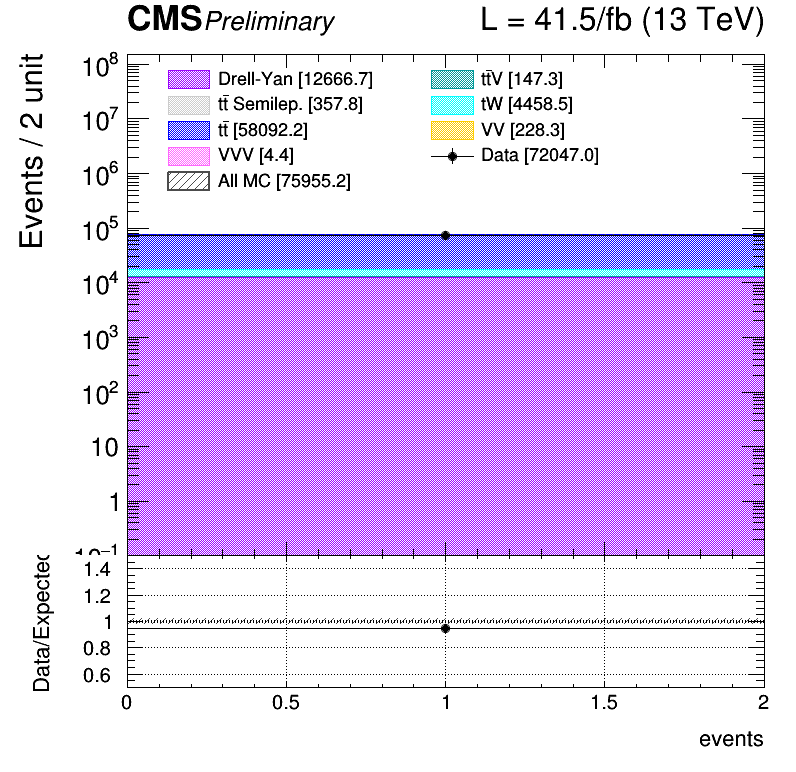 CMS Preliminary L = 41.5/fb (13 TeV)
Events / 2 unit
10⁸
10⁷
10⁶
10⁵
10⁴
10³
10²
10
1
10⁻¹
Drell-Yan [12666.7]
tt̄ Semilep. [357.8]
tt̄ [58092.2]
VVV [4.4]
All MC [75955.2]
tt̄V [147.3]
tW [4458.5]
VV [228.3]
Data [72047.0]
Data/Expected
1.4
1.2
1
0.8
0.6
0 0.5 1 1.5 2
events